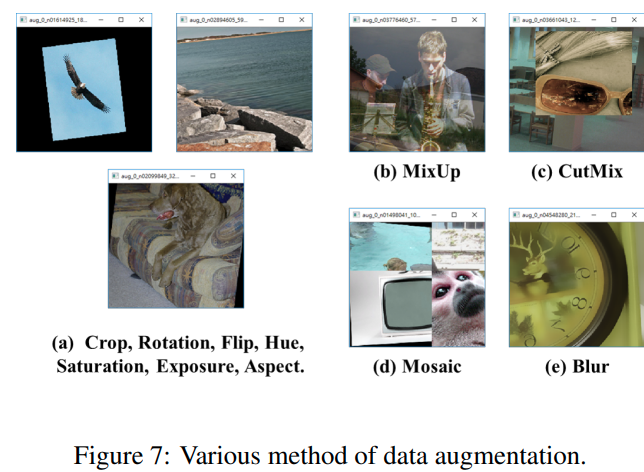 aug_0_n01614925_18...
aug_0_n02894605_59...
aug_0_n03776460_57...
aug_0_n03661043_12...
(b) MixUp
(c) CutMix
aug_0_n02099849_32...
aug_0_n01498041_10...
aug_0_n04548280_21...
(a) Crop, Rotation, Flip, Hue,
Saturation, Exposure, Aspect.
(d) Mosaic
(e) Blur
Figure 7: Various method of data augmentation.